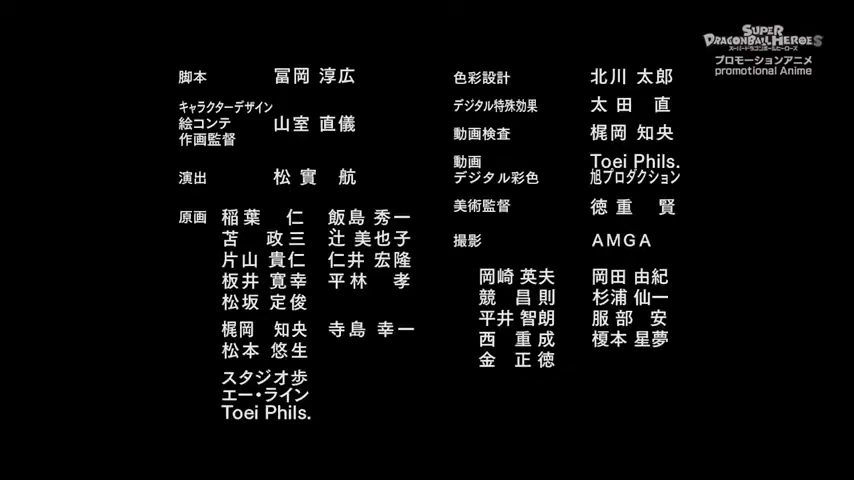 SUPER
DRAGONBALL HEROES
スーパードラゴンボールヒーローズ
プロモーションアニメ
promotional Anime
脚本 冨岡 淳広
キャラクターデザイン
絵コンテ
作画監督
山室 直儀
演出 松實 航
原画 稲葉 仁 飯島 秀一
苫 政三 辻 美也子
片山 貴仁 仁井 宏隆
板井 寛幸 平林 孝
松坂 定俊
梶岡 知央 寺島 幸一
松本 悠生
スタジオ歩
エー・ライン
Toei Phils.
色彩設計 北川 太郎
デジタル特殊効果 太田 直
動画検査 梶岡 知央
動画 Toei Phils.
デジタル彩色 旭プロダクション
美術監督 徳重 賢
撮影 AMGA
岡崎 英夫 岡田 由紀
競 昌則 杉浦 仙一
平井 智朗 服部 安
西 重成 榎本 星夢
金 正徳